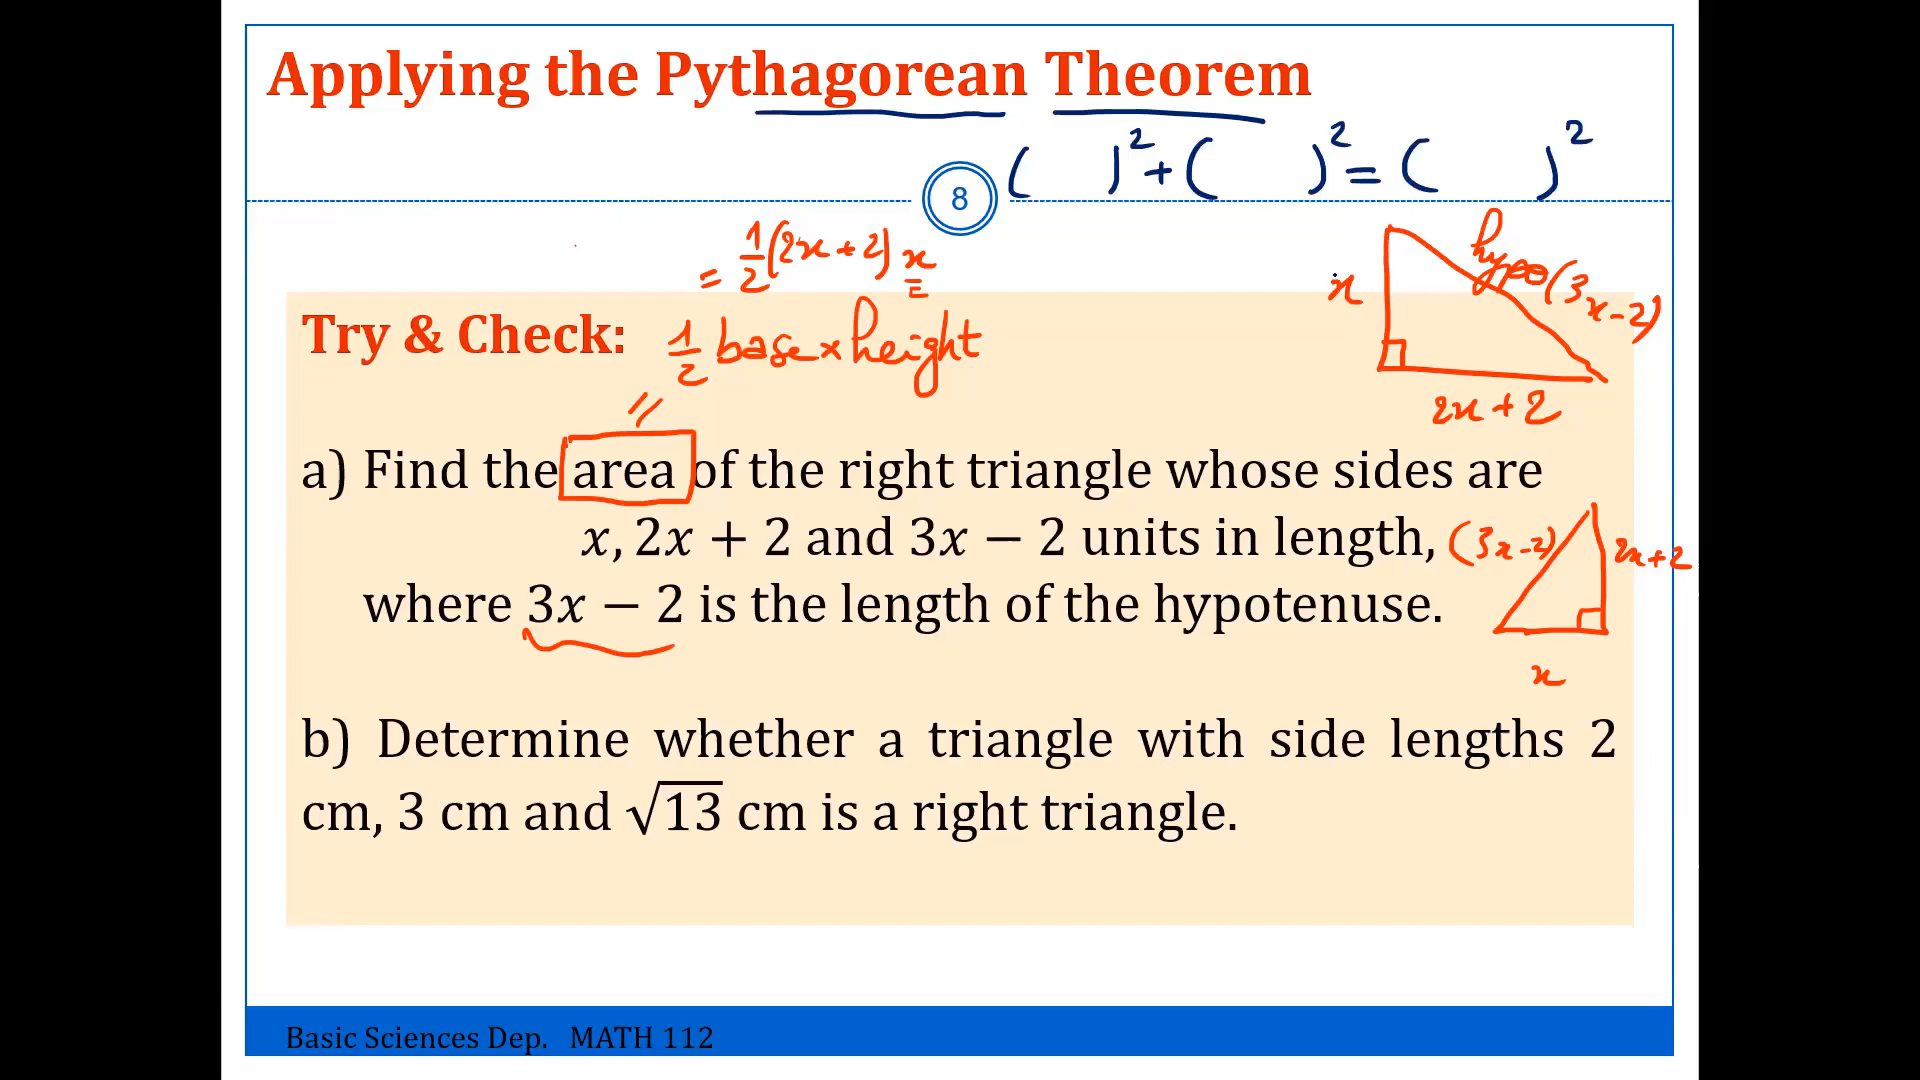 Applying the Pythagorean Theorem
(   )² + (   )² = (   )²
8
= 1/2 (2x + 2) x
x
hypo (3x - 2)
Try & Check:
1/2 base × height
2x + 2
=
a) Find the area of the right triangle whose sides are
x, 2x + 2 and 3x − 2 units in length,
(3x - 2)
2x + 2
where 3x − 2 is the length of the hypotenuse.
x
b) Determine whether a triangle with side lengths 2
cm, 3 cm and √13 cm is a right triangle.
Basic Sciences Dep. MATH 112